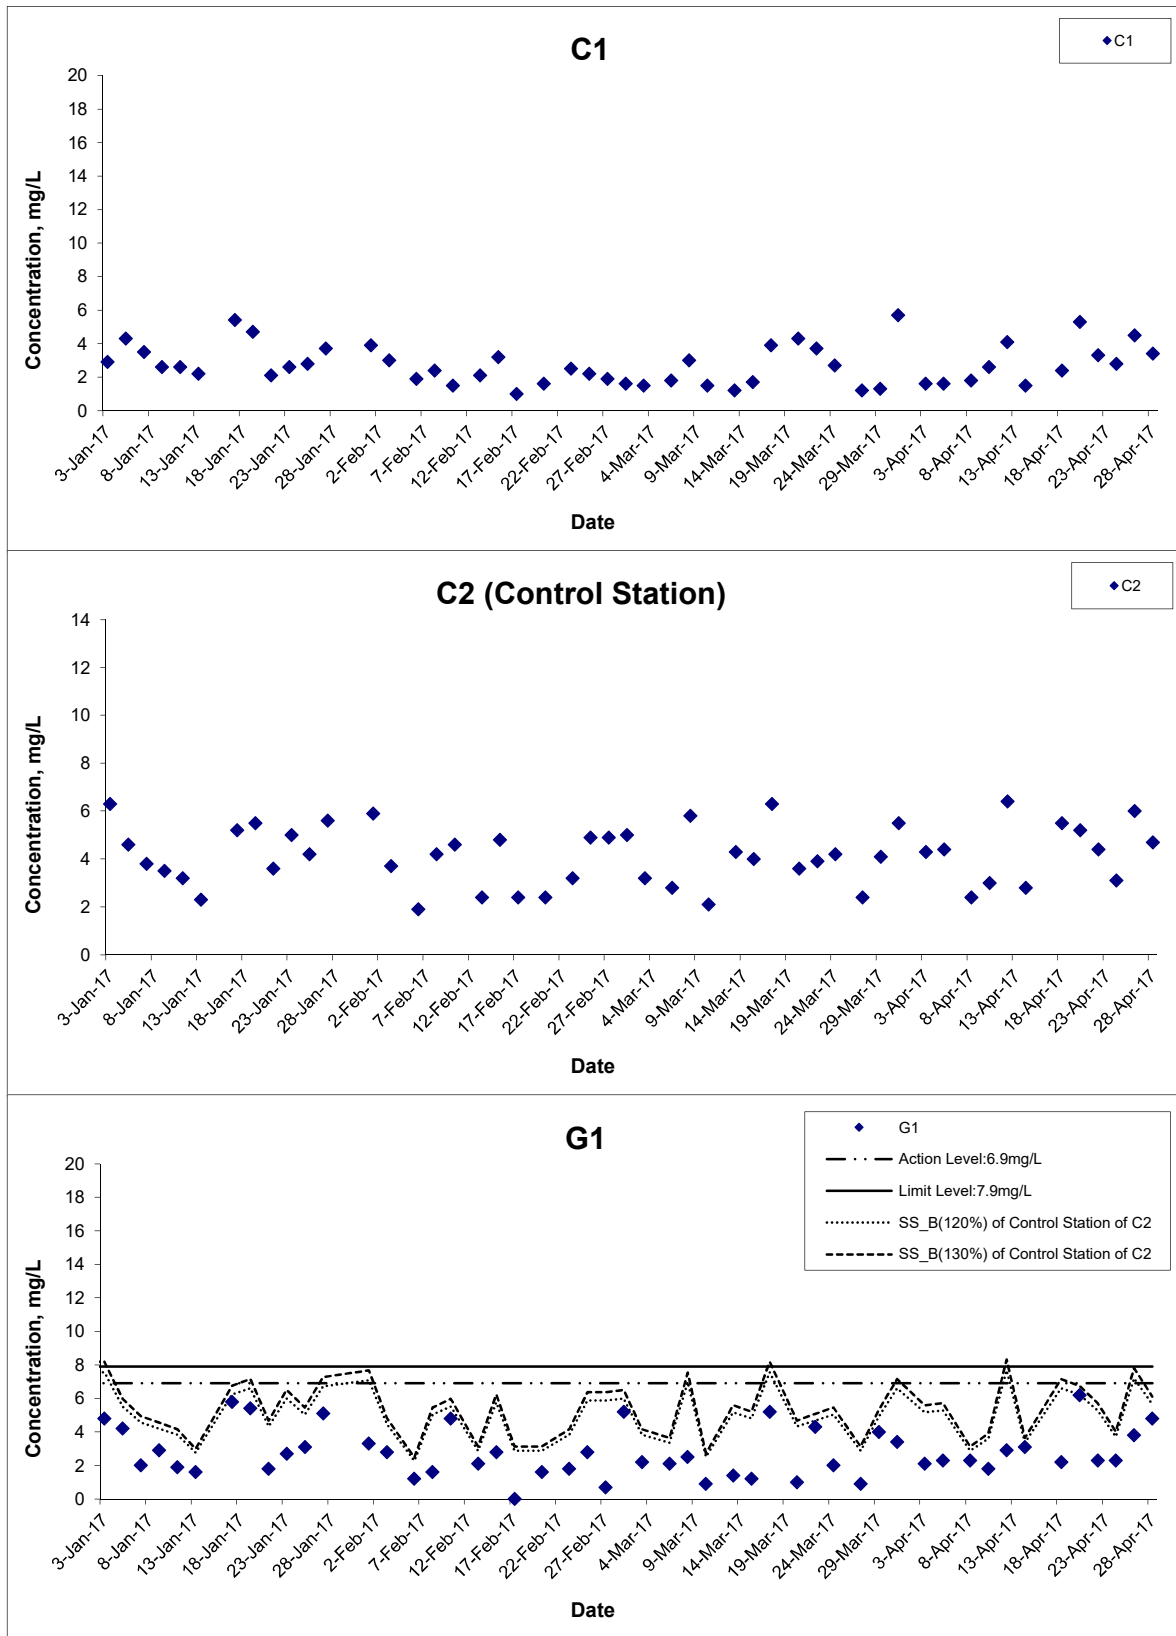 C1
C1
20
18
16
14
12
10
8
6
4
2
0
Concentration, mg/L
3-Jan-17
8-Jan-17
13-Jan-17
18-Jan-17
23-Jan-17
28-Jan-17
2-Feb-17
7-Feb-17
12-Feb-17
17-Feb-17
22-Feb-17
27-Feb-17
4-Mar-17
9-Mar-17
14-Mar-17
19-Mar-17
24-Mar-17
29-Mar-17
3-Apr-17
8-Apr-17
13-Apr-17
18-Apr-17
23-Apr-17
28-Apr-17
Date
C2 (Control Station)
C2
14
12
10
8
6
4
2
0
Concentration, mg/L
3-Jan-17
8-Jan-17
13-Jan-17
18-Jan-17
23-Jan-17
28-Jan-17
2-Feb-17
7-Feb-17
12-Feb-17
17-Feb-17
22-Feb-17
27-Feb-17
4-Mar-17
9-Mar-17
14-Mar-17
19-Mar-17
24-Mar-17
29-Mar-17
3-Apr-17
8-Apr-17
13-Apr-17
18-Apr-17
23-Apr-17
28-Apr-17
Date
G1
G1
Action Level:6.9mg/L
Limit Level:7.9mg/L
SS_B(120%) of Control Station of C2
SS_B(130%) of Control Station of C2
20
18
16
14
12
10
8
6
4
2
0
Concentration, mg/L
3-Jan-17
8-Jan-17
13-Jan-17
18-Jan-17
23-Jan-17
28-Jan-17
2-Feb-17
7-Feb-17
12-Feb-17
17-Feb-17
22-Feb-17
27-Feb-17
4-Mar-17
9-Mar-17
14-Mar-17
19-Mar-17
24-Mar-17
29-Mar-17
3-Apr-17
8-Apr-17
13-Apr-17
18-Apr-17
23-Apr-17
28-Apr-17
Date